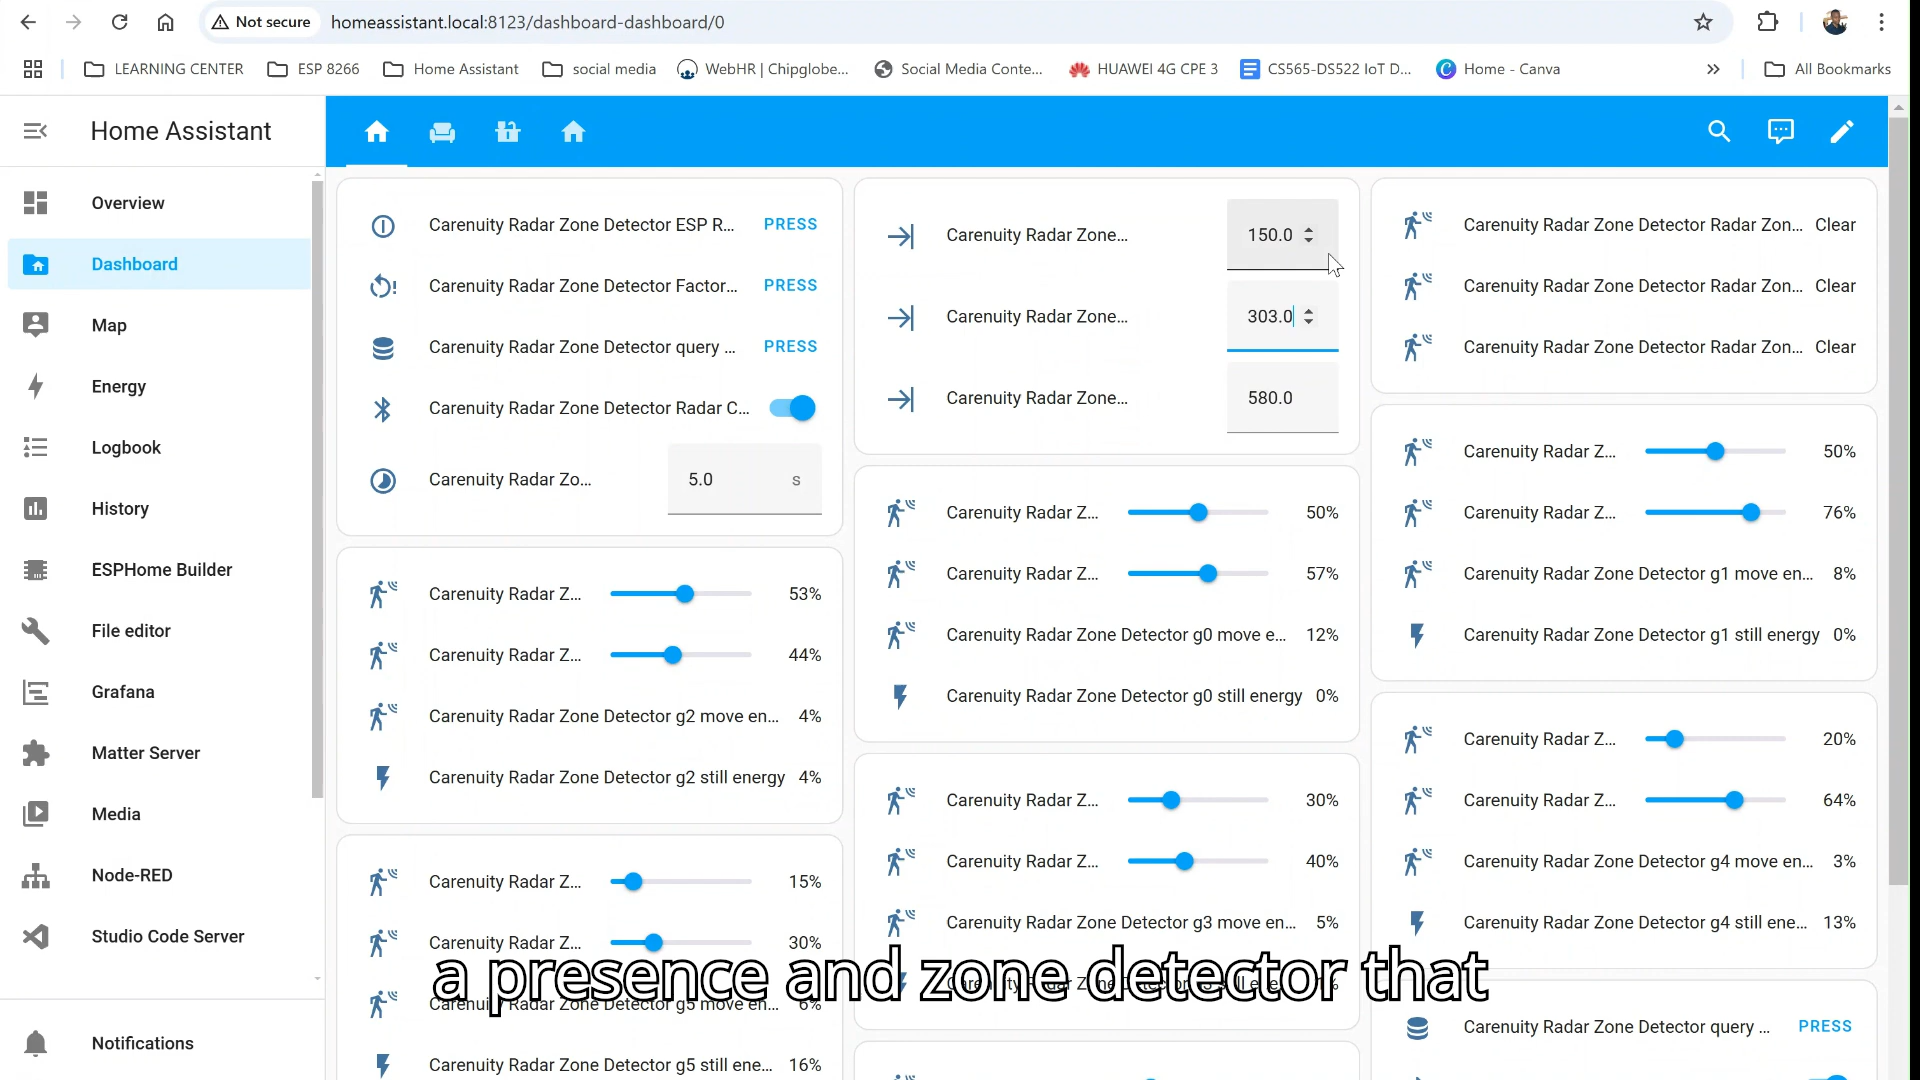 Not secure
homeassistant.local:8123/dashboard-dashboard/0
LEARNING CENTER
ESP 8266
Home Assistant
social media
WebHR | Chipglobe...
Social Media Conte...
HUAWEI 4G CPE 3
CS565-DS522 IoT D...
Home - Canva
All Bookmarks
Home Assistant
Overview
Dashboard
Map
Energy
Logbook
History
ESPHome Builder
File editor
Grafana
Matter Server
Media
Node-RED
Studio Code Server
Notifications
Carenuity Radar Zone Detector ESP R... PRESS
Carenuity Radar Zone Detector Factor... PRESS
Carenuity Radar Zone Detector query ... PRESS
Carenuity Radar Zone Detector Radar C...
Carenuity Radar Zo... 5.0 s
Carenuity Radar Z... 53%
Carenuity Radar Z... 44%
Carenuity Radar Zone Detector g2 move en... 4%
Carenuity Radar Zone Detector g2 still energy 4%
Carenuity Radar Z... 15%
Carenuity Radar Z... 30%
Carenuity Radar Zone Detector g5 move en... 6%
Carenuity Radar Zone Detector g5 still ene... 16%
Carenuity Radar Zone... 150.0
Carenuity Radar Zone... 303.0
Carenuity Radar Zone... 580.0
Carenuity Radar Z... 50%
Carenuity Radar Z... 57%
Carenuity Radar Zone Detector g0 move e... 12%
Carenuity Radar Zone Detector g0 still energy 0%
Carenuity Radar Z... 30%
Carenuity Radar Z... 40%
Carenuity Radar Zone Detector g3 move en... 5%
Carenuity Radar Zone Detector Radar Zon... Clear
Carenuity Radar Zone Detector Radar Zon... Clear
Carenuity Radar Zone Detector Radar Zon... Clear
Carenuity Radar Z... 50%
Carenuity Radar Z... 76%
Carenuity Radar Zone Detector g1 move en... 8%
Carenuity Radar Zone Detector g1 still energy 0%
Carenuity Radar Z... 20%
Carenuity Radar Z... 64%
Carenuity Radar Zone Detector g4 move en... 3%
Carenuity Radar Zone Detector g4 still ene... 13%
Carenuity Radar Zone Detector query ... PRESS
a presence and zone detector that